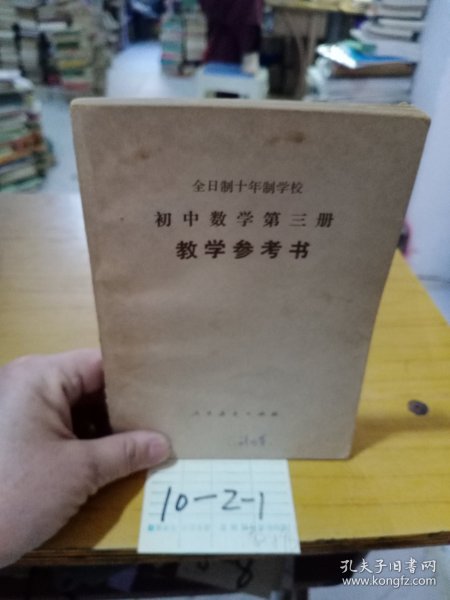 全日制十年制学校
初中数学第三册
教学参考书
人民教育出版社
10-2-1
孔夫子旧书网
www.kongfz.com